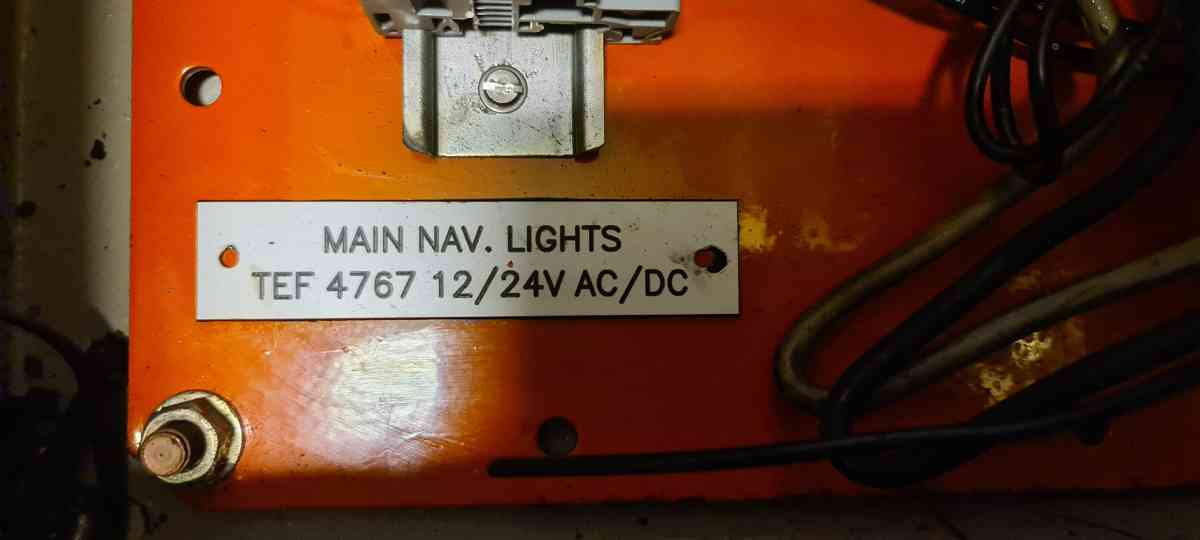 MAIN NAV. LIGHTS
TEF 4767 12/24V AC/DC